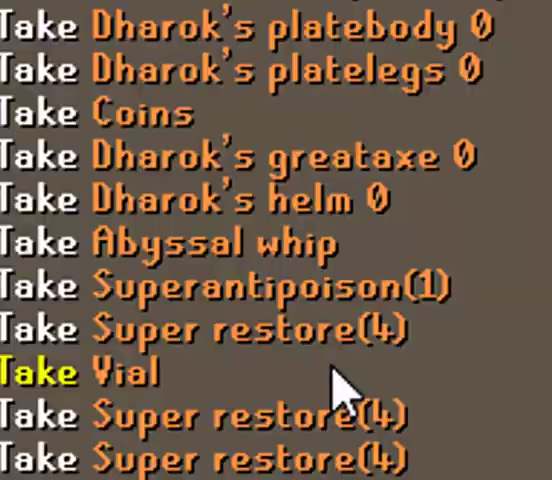 Take Dharok's platebody 0
Take Dharok's platelegs 0
Take Coins
Take Dharok's greataxe 0
Take Dharok's helm 0
Take Abyssal whip
Take Superantipoison(1)
Take Super restore(4)
Take Vial
Take Super restore(4)
Take Super restore(4)